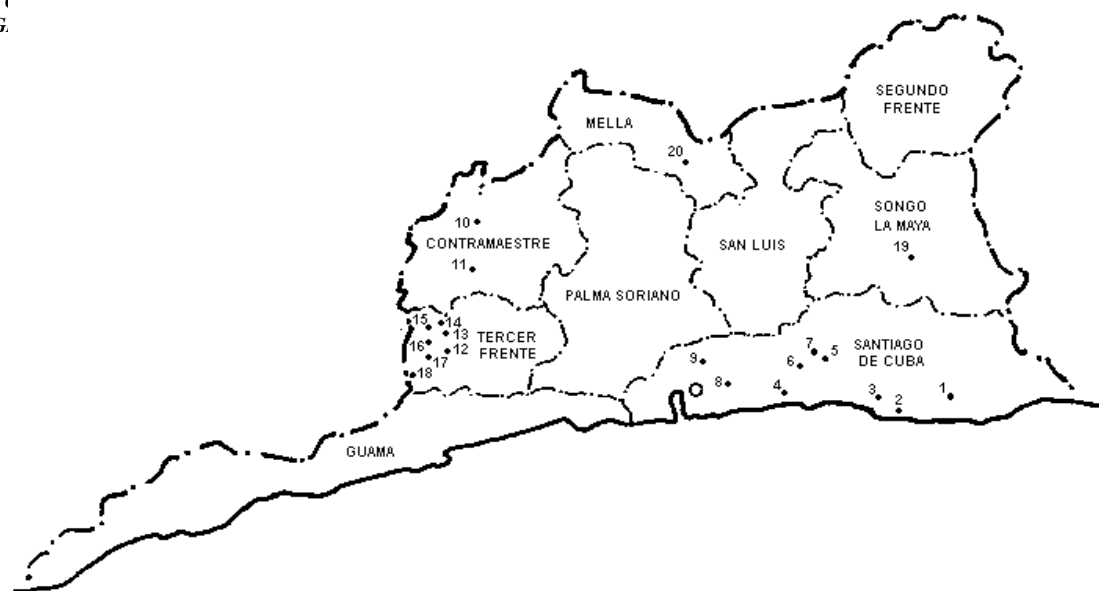 G.
SEGUNDO
FRENTE
MELLA
20
SONGO
LA MAYA
10
CONTRAMAESTRE
SAN LUIS
19
11
PALMA SORIANO
15
14
13
TERCER
FRENTE
16
12
17
18
7
5
SANTIAGO
DE CUBA
9
6
8
4
3
2
1
GUAMA